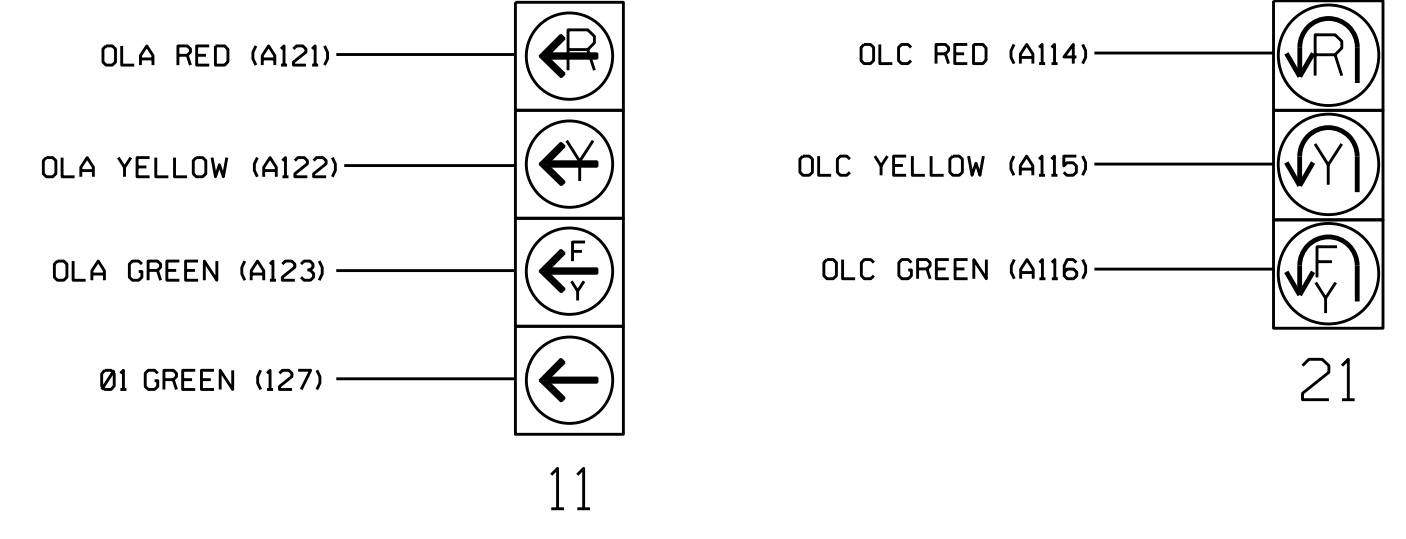 OLA RED (A121)
R
OLA YELLOW (A122)
Y
OLA GREEN (A123)
F
Y
Ø1 GREEN (127)
11
OLC RED (A114)
R
OLC YELLOW (A115)
Y
OLC GREEN (A116)
F
Y
21